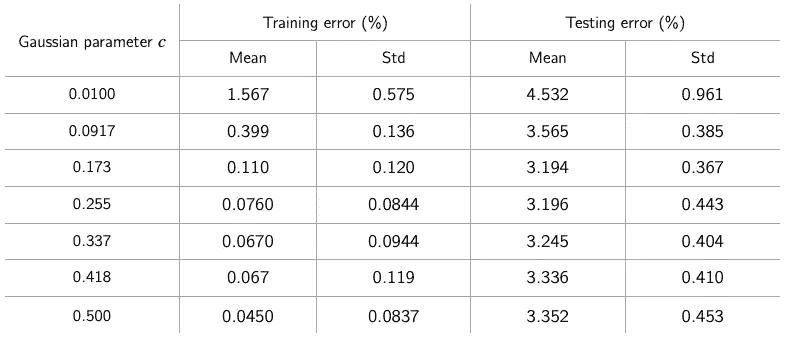 Gaussian parameter c Training error (%) Testing error (%)
Mean Std Mean Std
0.0100 1.567 0.575 4.532 0.961
0.0917 0.399 0.136 3.565 0.385
0.173 0.110 0.120 3.194 0.367
0.255 0.0760 0.0844 3.196 0.443
0.337 0.0670 0.0944 3.245 0.404
0.418 0.067 0.119 3.336 0.410
0.500 0.0450 0.0837 3.352 0.453